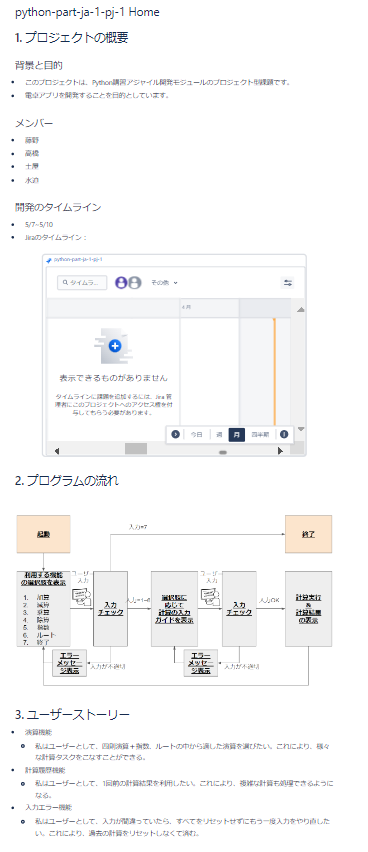 python-part-ja-1-pj-1 Home
1. プロジェクトの概要
背景と目的
• このプロジェクトは、Python講習アジャイル開発モジュールのプロジェクト型課題です。
• 電卓アプリを開発することを目的としています。
メンバー
• 藤野
• 高橋
• 土屋
• 水迫
開発のタイムライン
• 5/7~5/10
• Jiraのタイムライン：
python-part-ja-1-pj-1
タイムラ...
その他
4月
表示できるものがありません
タイムラインに課題を追加するには、Jira 管
理者にこのプロジェクトへのアクセス権を付
与してもらう必要があります。
今日 週 月 四半期
2. プログラムの流れ
入力=7
起動
終了
利用する機能
の選択肢を表示
1. 加算
2. 減算
3. 乗算
4. 除算
5. 指数
6. ルート
7. 終了
ユーザー
入力
入力
チェック
入力=1~6
選択肢に
応じて
計算の入力
ガイドを表示
ユーザー
入力
入力
チェック
入力OK
計算実行
&
計算結果
の表示
エラー
メッセー
ジ表示
入力が不適切
エラー
メッセー
ジ表示
入力が不適切
3. ユーザーストーリー
• 演算機能
私はユーザーとして、四則演算＋指数、ルートの中から適した演算を選びたい。これにより、様々
な計算タスクをこなすことができる。
• 計算履歴機能
私はユーザーとして、1回前の計算結果を利用したい。これにより、複雑な計算も処理できるように
なる。
• 入力エラー機能
私はユーザーとして、入力が間違っていたら、すべてをリセットせずにもう一度入力をやり直した
い。これにより、過去の計算をリセットしなくて済む。